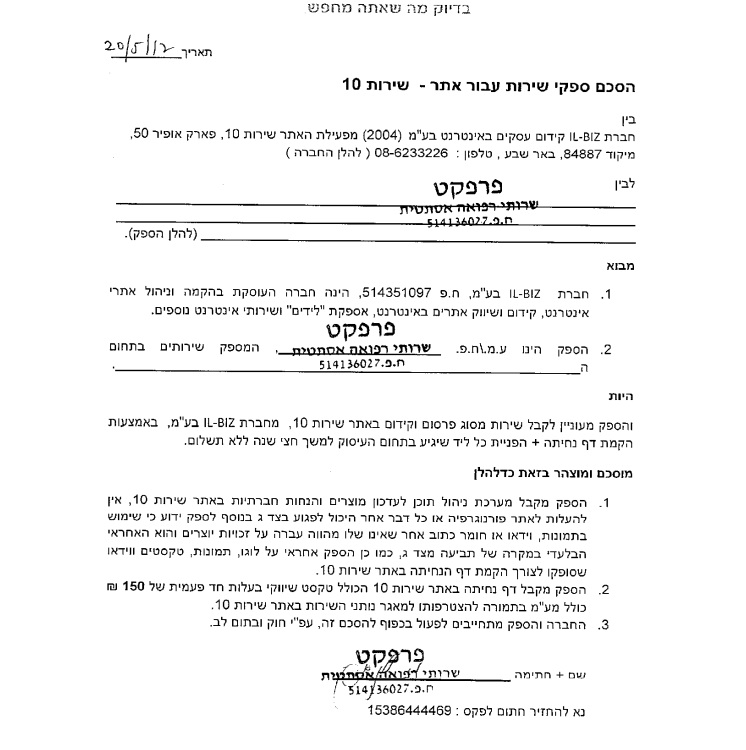 בדיוק מה שאתה מחפש
תאריך 20/5/12
הסכם ספקי שירות עבור אתר - שירות 10
בין
חברת IL-BIZ קידום עסקים באינטרנט בע"מ (2004) מפעילת האתר שירות 10, פארק אופיר 50,
מיקוד 84887, באר שבע , טלפון : 08-6233226 ( להלן החברה )
לבין
פרפקט
שרותי רפואה אסתטית
ח.פ.514136027
(להלן הספק).
מבוא
1. חברת IL-BIZ בע"מ, ח.פ 514351097, הינה חברה העוסקת בהקמה וניהול אתרי
אינטרנט, קידום ושיווק אתרים באינטרנט, אספקת "לידים" ושירותי אינטרנט נוספים.
פרפקט
2. הספק הינו ע.מ.\ח.פ. שרותי רפואה אסתטית , המספק שירותים בתחום
ח.פ.514136027
ה
היות
והספק מעוניין לקבל שירות מסוג פרסום וקידום באתר שירות 10, מחברת IL-BIZ בע"מ, באמצעות
הקמת דף נחיתה + הפניית כל ליד שיגיע בתחום העיסוק למשך חצי שנה ללא תשלום.
מוסכם ומוצהר בזאת כדלהלן
1. הספק מקבל מערכת ניהול תוכן לעדכון מוצרים והנחות חברתיות באתר שירות 10, אין
להעלות לאתר פורנוגרפיה או כל דבר אחר היכול לפגוע בצד ג בנוסף לספק ידוע כי שימוש
בתמונות, וידאו או חומר כתוב אחר שאינו שלו מהווה עברה על זכויות יוצרים והוא האחראי
הבלעדי במקרה של תביעה מצד ג, כמו כן הספק אחראי על לוגו, תמונות, טקסטים ווידאו
שסופקו לצורך הקמת דף הנחיתה באתר שירות 10.
2. הספק מקבל דף נחיתה באתר שירות 10 הכולל טקסט שיווקי בעלות חד פעמית של 150 ₪
כולל מע"מ בתמורה להצטרפותו למאגר נותני השירות באתר שירות 10.
3. החברה והספק מתחייבים לפעול בכפוף להסכם זה, עפ"י חוק ובתום לב.
פרפקט
שם + חתימה שרותי רפואה אסתטית
ח.פ.514136027
נא להחזיר חתום לפקס : 15386444469